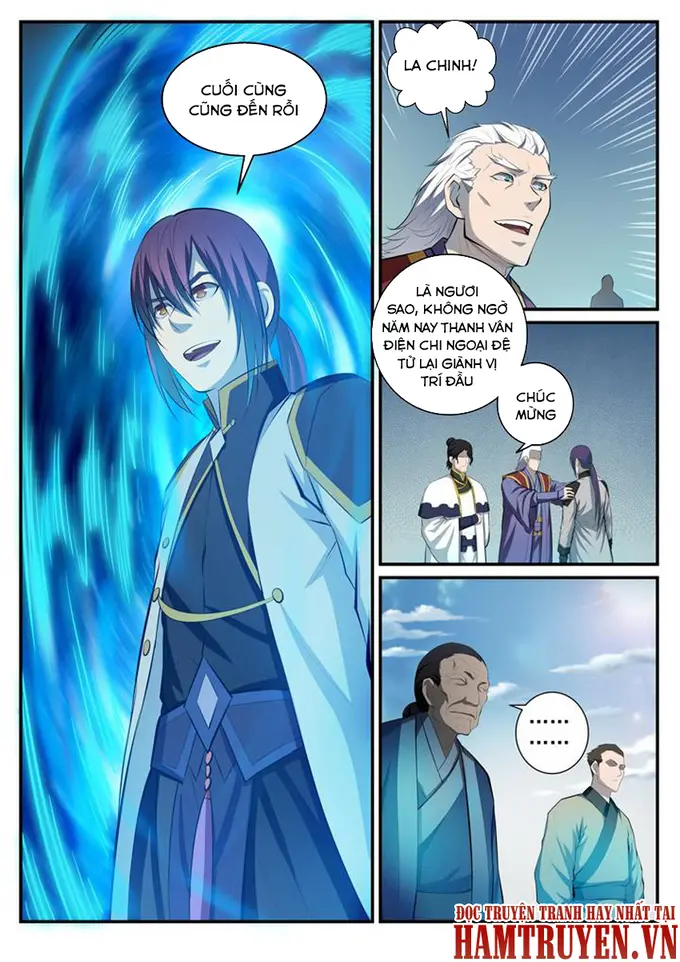 CUỐI CÙNG
CŨNG ĐẾN RỒI
LA CHINH!
LÀ NGƯƠI
SAO, KHÔNG NGỜ
NĂM NAY THANH VÂN
ĐIỆN CHI NGOẠI ĐỆ
TỬ LẠI GIÀNH VỊ
TRÍ ĐẦU
CHÚC
MỪNG
......
......
ĐỌC TRUYỆN TRANH HAY NHẤT TẠI
HAMTRUYEN.VN